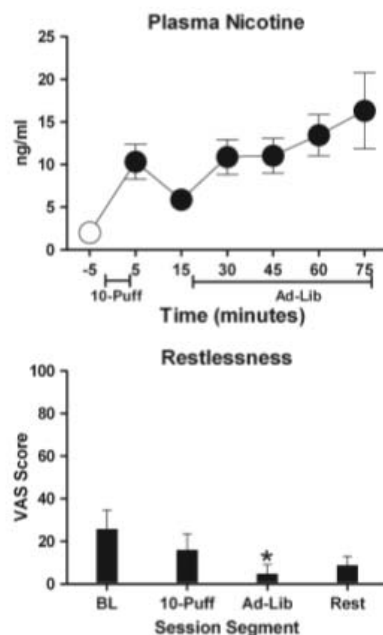 Plasma Nicotine
25
20
15
10
5
0
ng/ml
-5 5 15 30 45 60 75
10-Puff Ad-Lib
Time (minutes)
Restlessness
100
80
60
40
20
0
VAS Score
*
BL 10-Puff Ad-Lib Rest
Session Segment